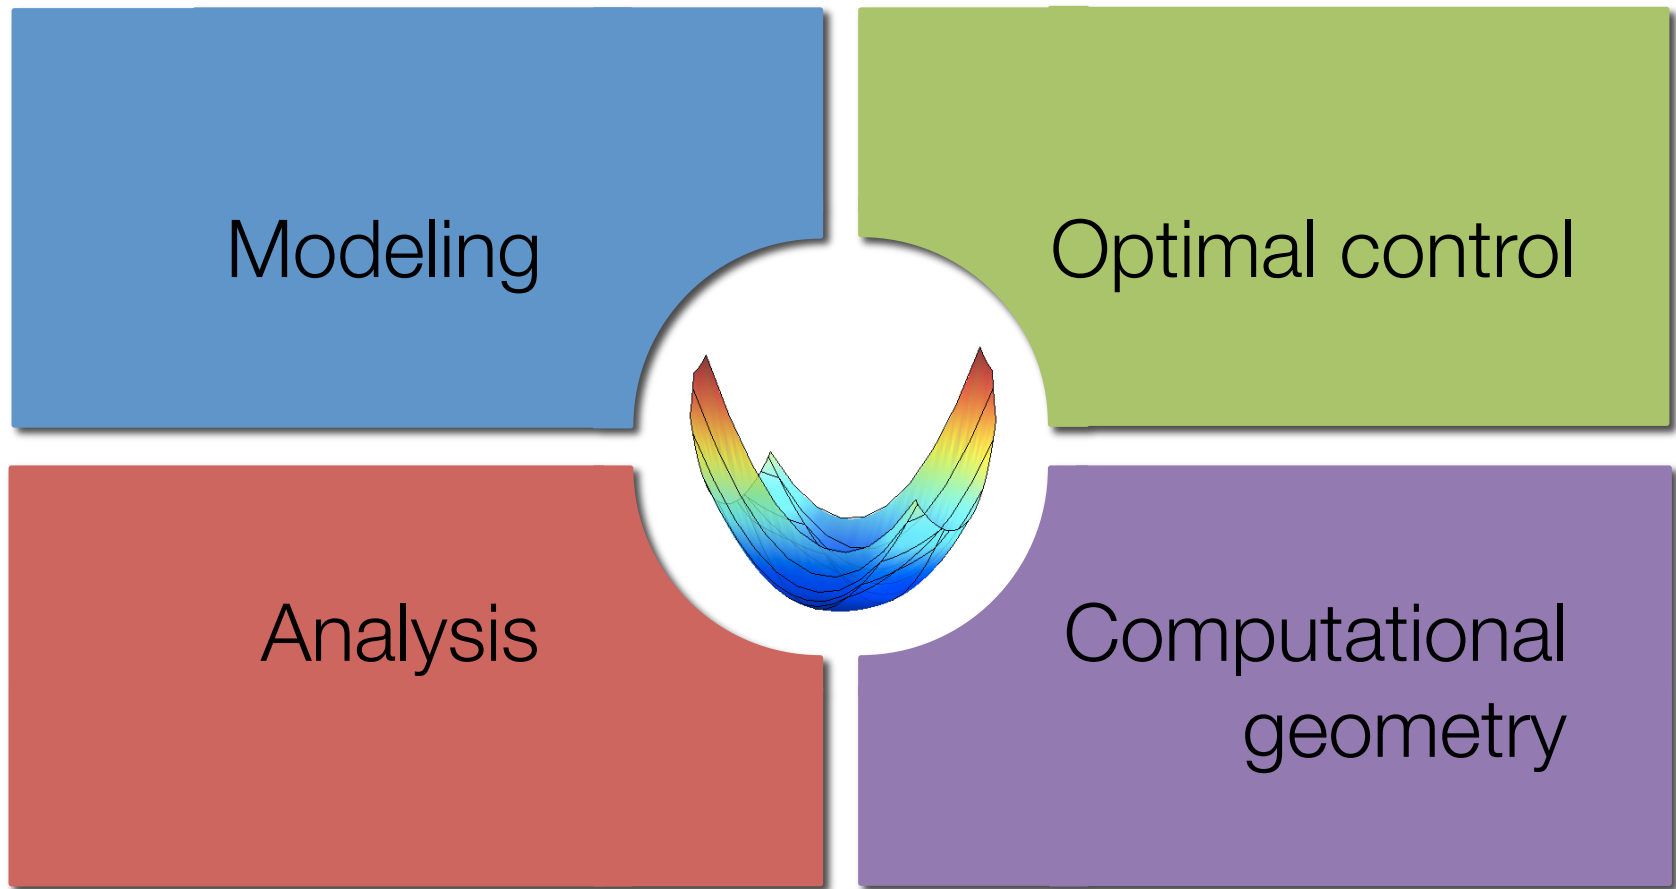 Modeling
Optimal control
Analysis
Computational
geometry